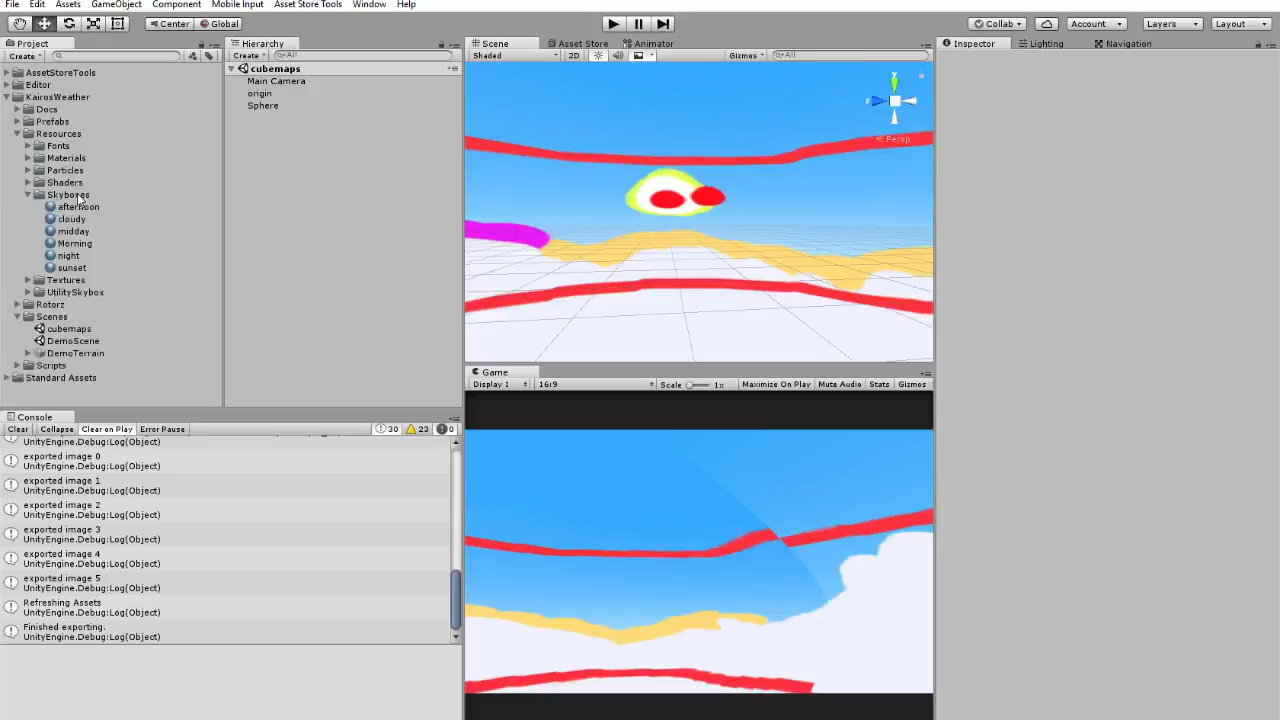 File Edit Assets GameObject Component Mobile Input Asset Store Tools Window Help
Center Global Collab Account Layers Layout
Project
Create
AssetStoreTools
Editor
KairosWeather
Docs
Prefabs
Resources
Fonts
Materials
Particles
Shaders
Skyboxes
afternoon
cloudy
midday
Morning
night
sunset
Textures
UtilitySkybox
Rotorz
Scenes
cubemaps
DemoScene
DemoTerrain
Scripts
Standard Assets
Hierarchy
Create All
cubemaps
Main Camera
origin
Sphere
Scene Asset Store Animator
Shaded 2D Gizmos All
y
z
Persp
Game
Display 1 16:9 Scale 1x Maximize On Play Mute Audio Stats Gizmos
Inspector Lighting Navigation
Console
Clear Collapse Clear on Play Error Pause 30 23 0
UnityEngine.Debug:Log(Object)
exported image 0
UnityEngine.Debug:Log(Object)
exported image 1
UnityEngine.Debug:Log(Object)
exported image 2
UnityEngine.Debug:Log(Object)
exported image 3
UnityEngine.Debug:Log(Object)
exported image 4
UnityEngine.Debug:Log(Object)
exported image 5
UnityEngine.Debug:Log(Object)
Refreshing Assets
UnityEngine.Debug:Log(Object)
Finished exporting.
UnityEngine.Debug:Log(Object)